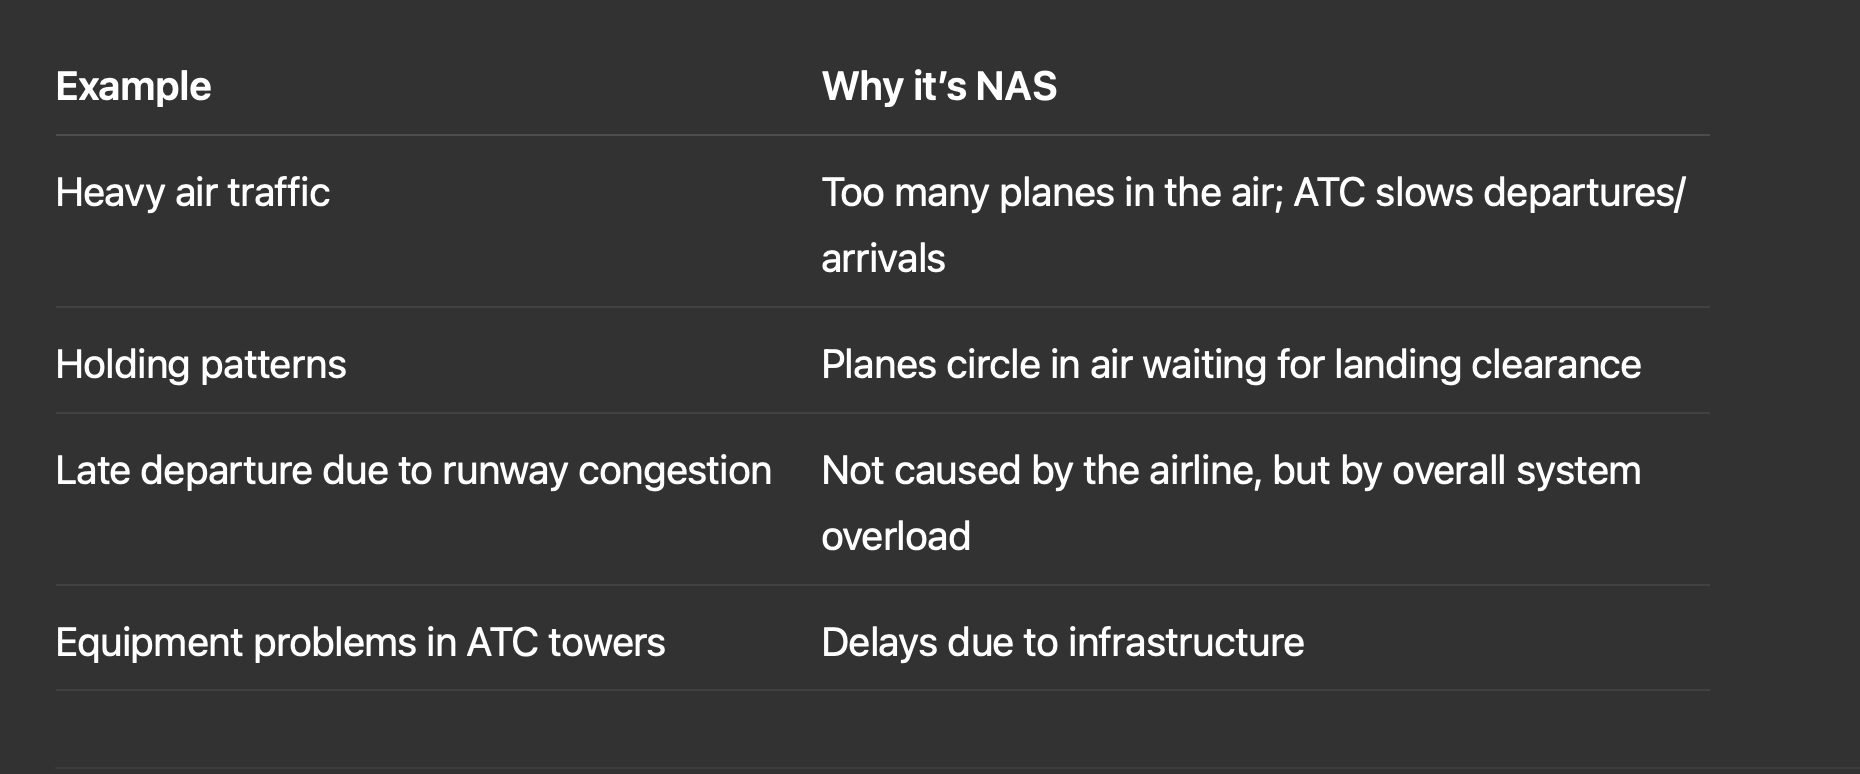 Example
Why it’s NAS
Heavy air traffic
Too many planes in the air; ATC slows departures/
arrivals
Holding patterns
Planes circle in air waiting for landing clearance
Late departure due to runway congestion
Not caused by the airline, but by overall system
overload
Equipment problems in ATC towers
Delays due to infrastructure